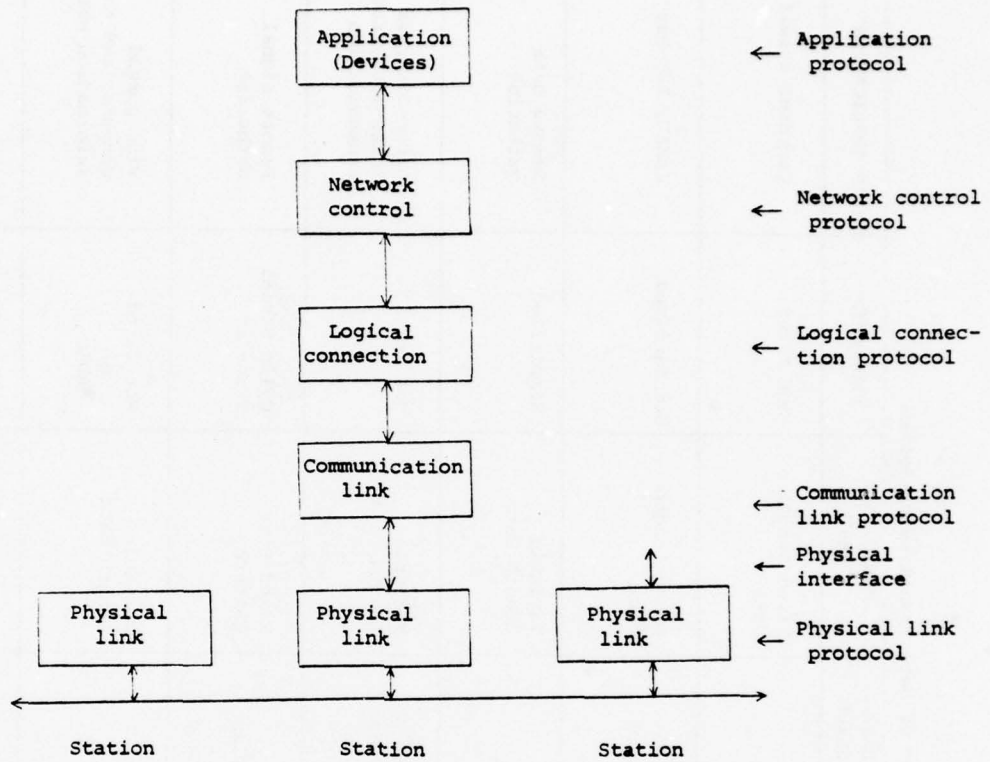 Application
(Devices)
Application
protocol
Network
control
Network control
protocol
Logical
connection
Logical connec-
tion protocol
Communication
link
Communication
link protocol
Physical
interface
Physical
link
Physical
link
Physical
link
Physical link
protocol
Station
Station
Station